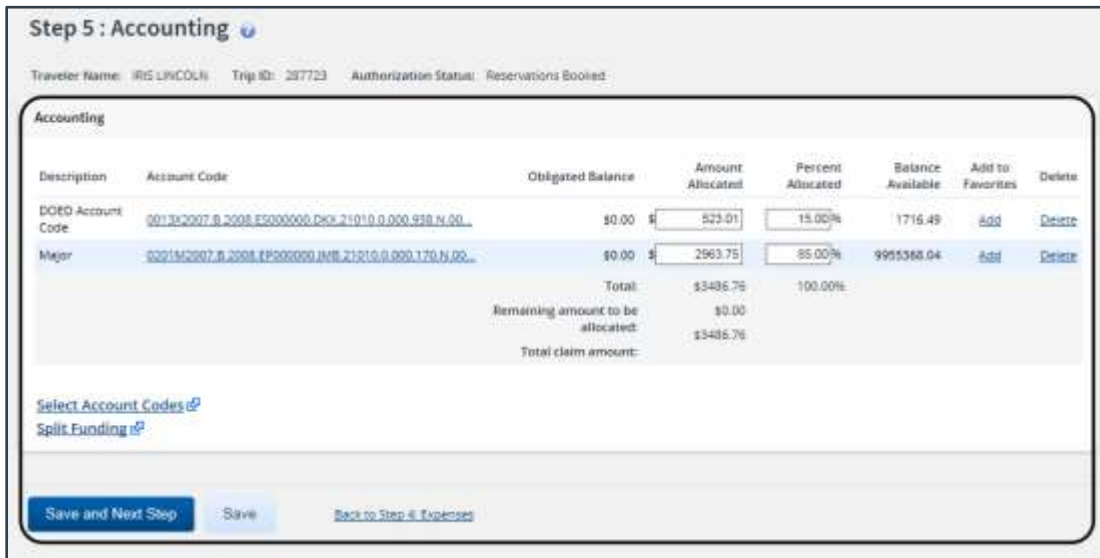 Step 5 : Accounting
Traveler Name: IRIS LINCOLN Trip ID: 287723 Authorization Status: Reservations Booked
Accounting
Description Account Code Obligated Balance Amount Allocated Percent Allocated Balance Available Add to Favorites Delete
DOED Account Code 0013X2007.B.2008.ES000000.DKX.21010.0.000.938.N.00... $0.00 $ 523.01 15.00% 1716.49 Add Delete
Major 0201M2007.B.2008.EP000000.JMB.21010.0.000.170.N.00... $0.00 $ 2963.75 85.00% 9955368.04 Add Delete
Total: $3486.76 100.00%
Remaining amount to be allocated: $0.00
Total claim amount: $3486.76
Select Account Codes
Split Funding
Save and Next Step Save Back to Step 4: Expenses